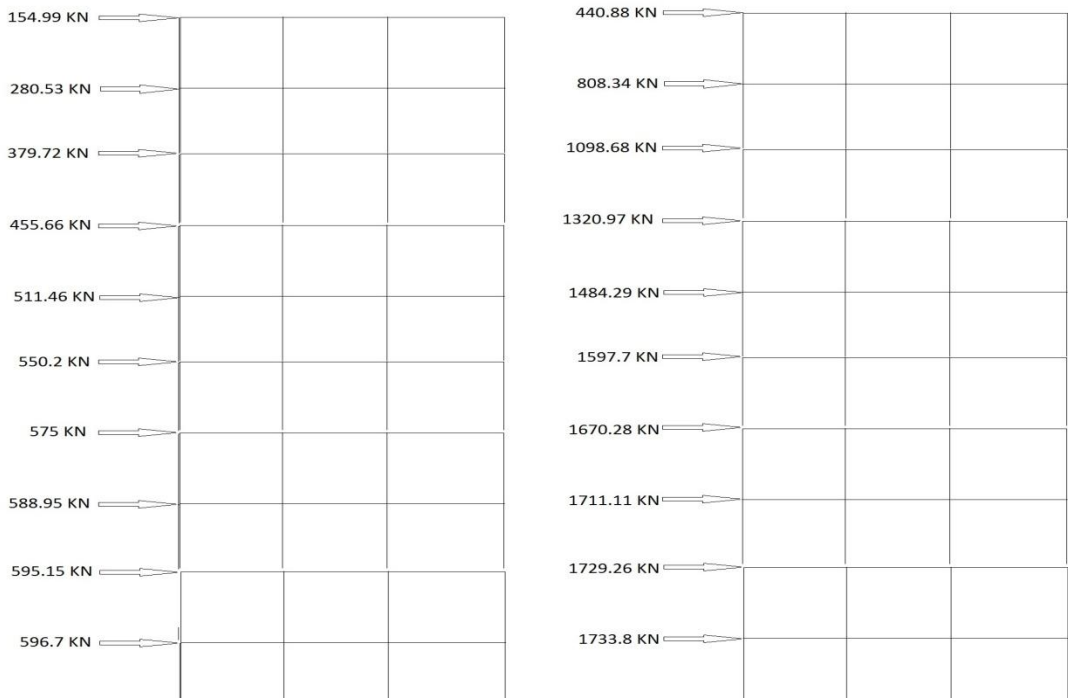 154.99 KN
280.53 KN
379.72 KN
455.66 KN
511.46 KN
550.2 KN
575 KN
588.95 KN
595.15 KN
596.7 KN
440.88 KN
808.34 KN
1098.68 KN
1320.97 KN
1484.29 KN
1597.7 KN
1670.28 KN
1711.11 KN
1729.26 KN
1733.8 KN